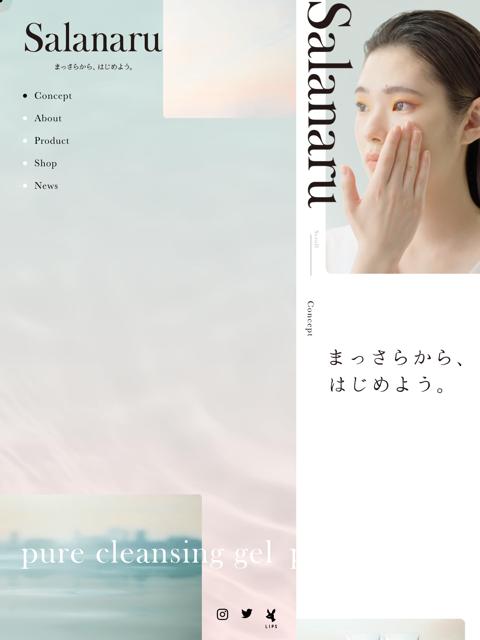 Salanaru
まっさらから、はじめよう。
Concept
About
Product
Shop
News
pure cleansing gel p
LIPS
Salanaru
Scroll
Concept
まっさらから、
はじめよう。